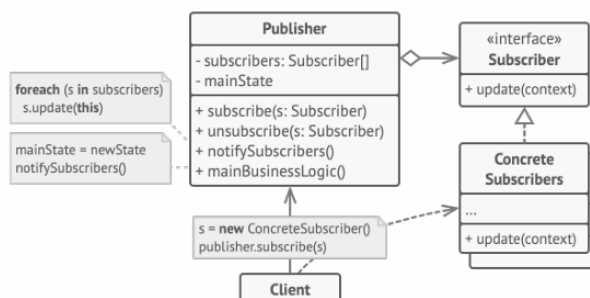 Publisher
- subscribers: Subscriber[]
- mainState
+ subscribe(s: Subscriber)
+ unsubscribe(s: Subscriber)
+ notifySubscribers()
+ mainBusinessLogic()
«interface»
Subscriber
+ update(context)
foreach (s in subscribers)
s.update(this)
mainState = newState
notifySubscribers()
Concrete
Subscribers
...
+ update(context)
s = new ConcreteSubscriber()
publisher.subscribe(s)
Client